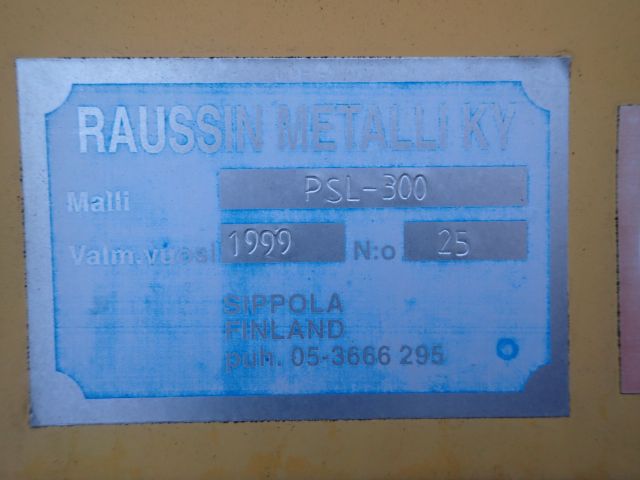 RAUSSIN METALLI KY
Malli PSL-300
Valm.vuosi 1999 N:o 25
SIPPOLA
FINLAND
puh. 05-3666 295